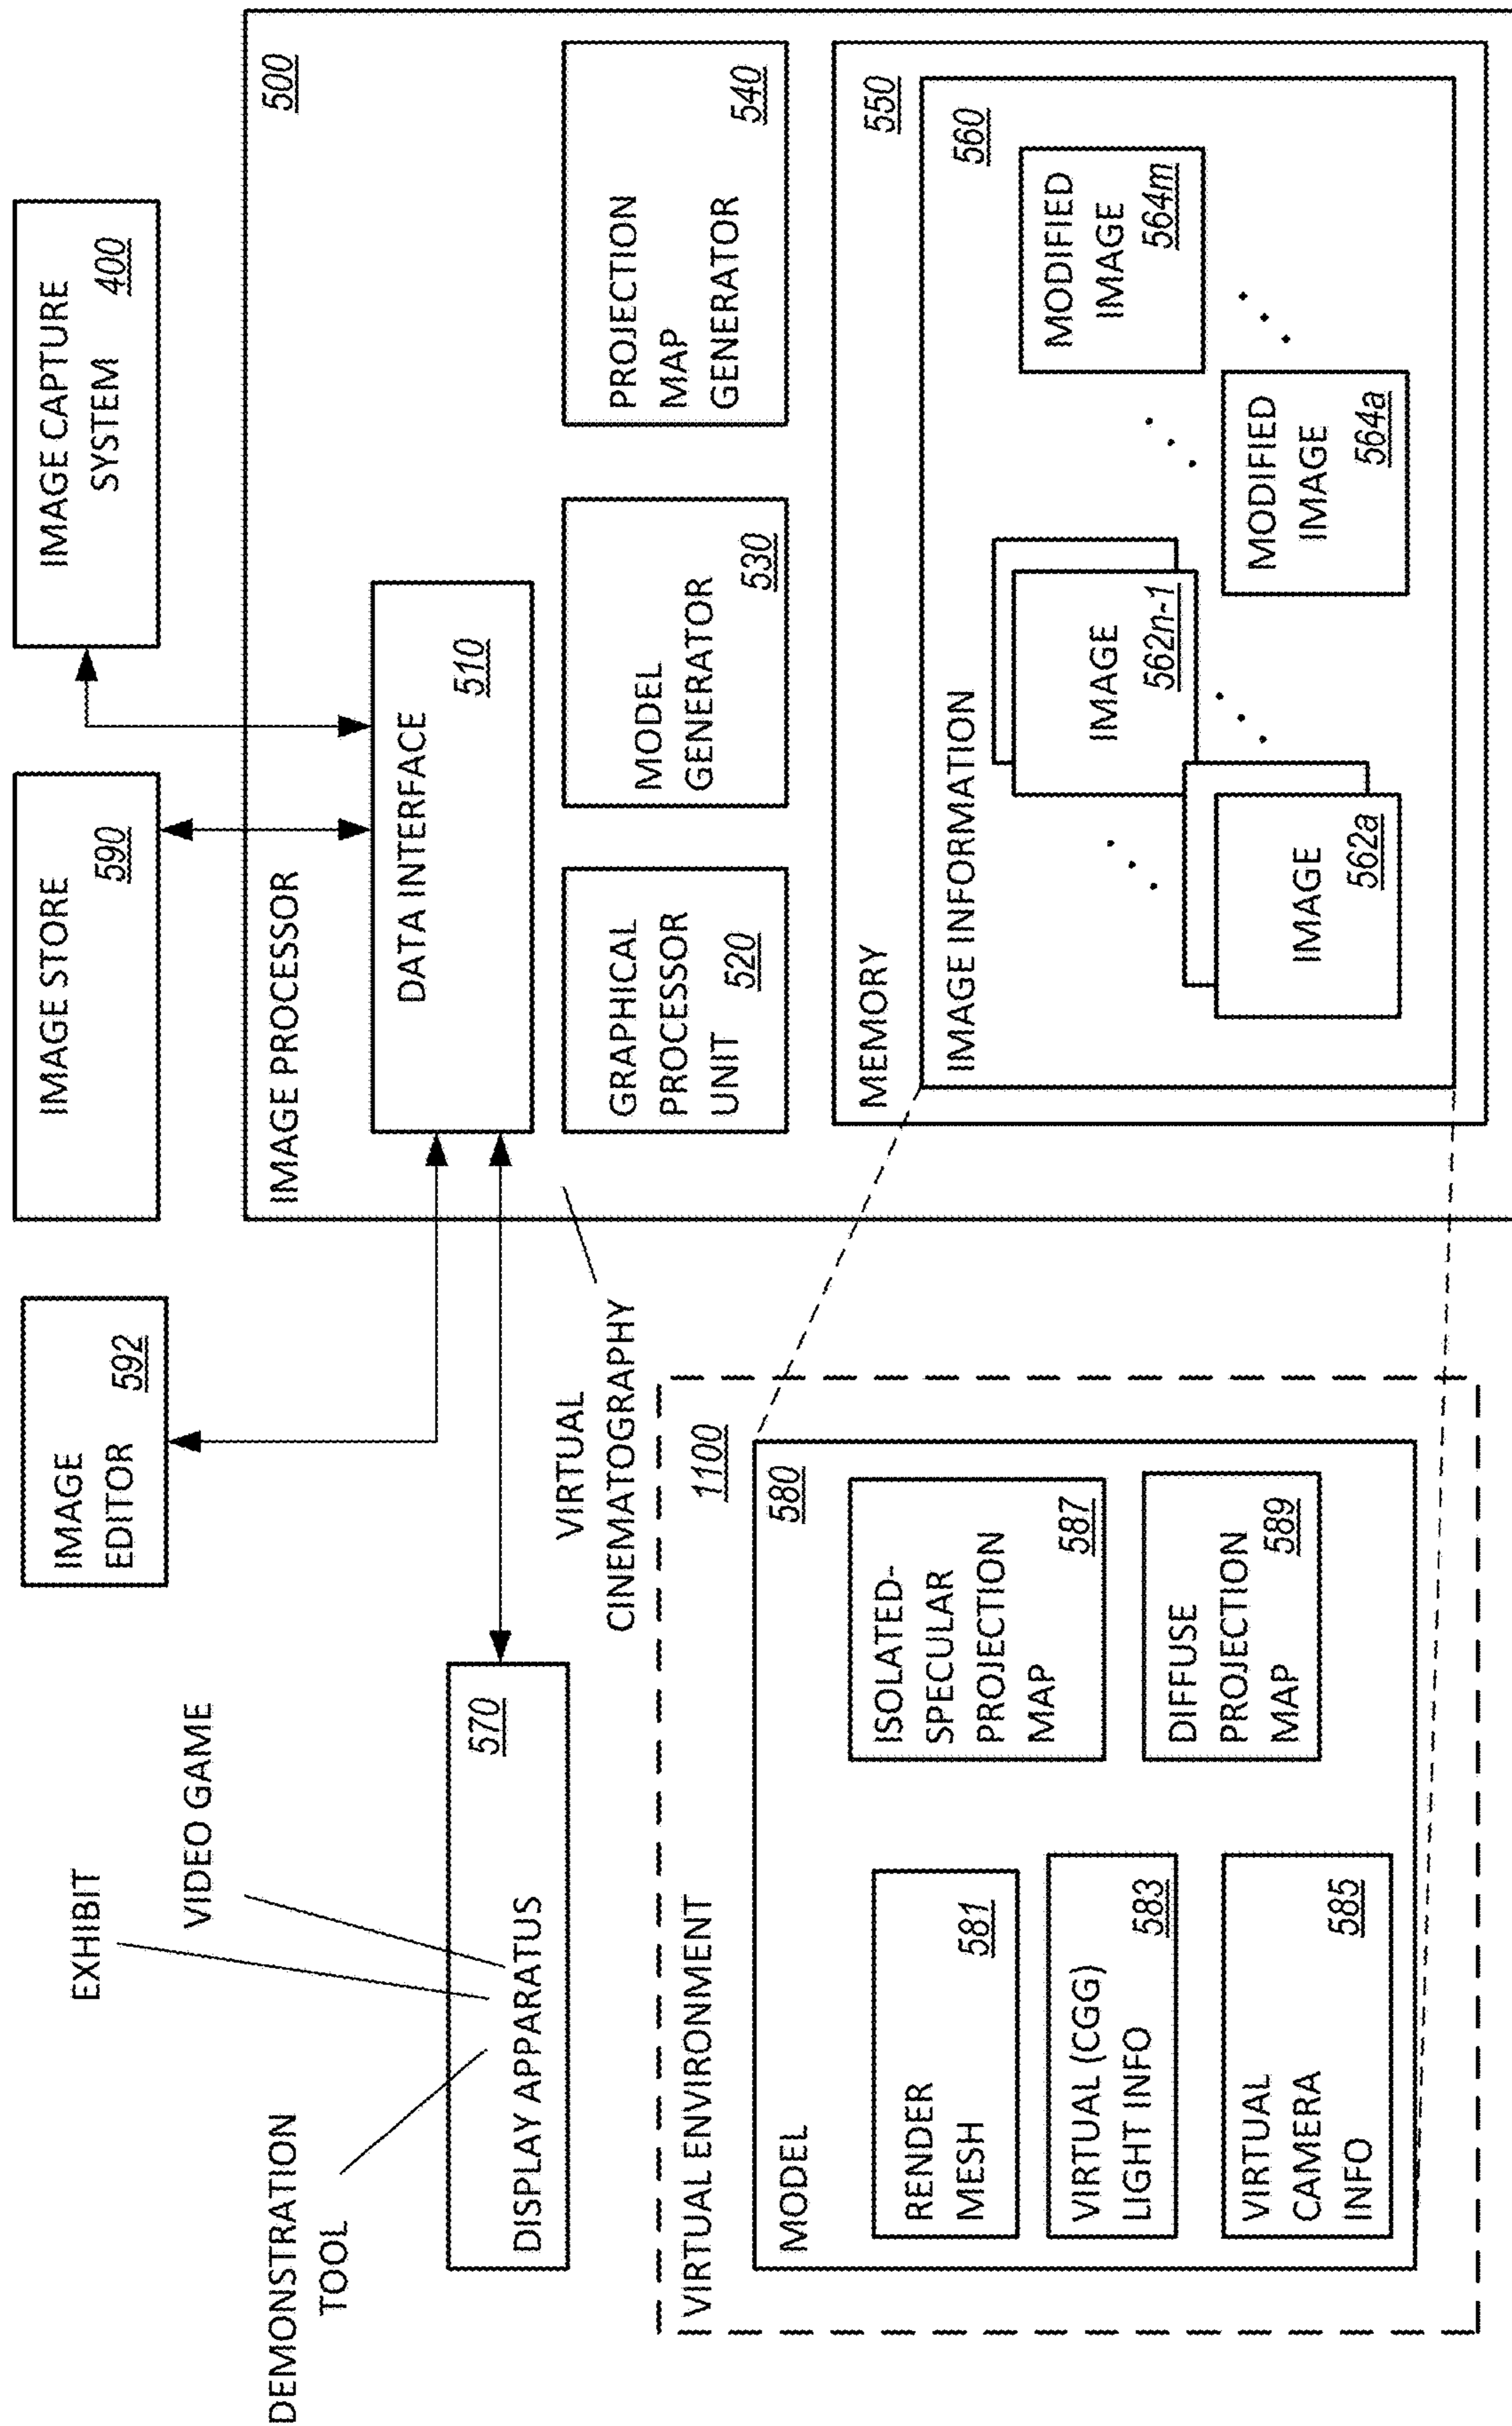 DEMONSTRATION
TOOL
EXHIBIT
VIDEO GAME
DISPLAY APPARATUS
570
IMAGE
EDITOR
592
IMAGE STORE
590
IMAGE CAPTURE
SYSTEM
400
VIRTUAL
CINEMATOGRAPHY
IMAGE PROCESSOR
500
DATA INTERFACE
510
GRAPHICAL
PROCESSOR
UNIT
520
MODEL
GENERATOR
530
PROJECTION
MAP
GENERATOR
540
VIRTUAL ENVIRONMENT
1100
MODEL
580
RENDER
MESH
581
VIRTUAL (CGG)
LIGHT INFO
583
VIRTUAL
CAMERA
INFO
585
ISOLATED-
SPECULAR
PROJECTION
MAP
587
DIFFUSE
PROJECTION
MAP
589
MEMORY
550
IMAGE INFORMATION
560
IMAGE
562a
IMAGE
562n-1
MODIFIED
IMAGE
564a
MODIFIED
IMAGE
564m